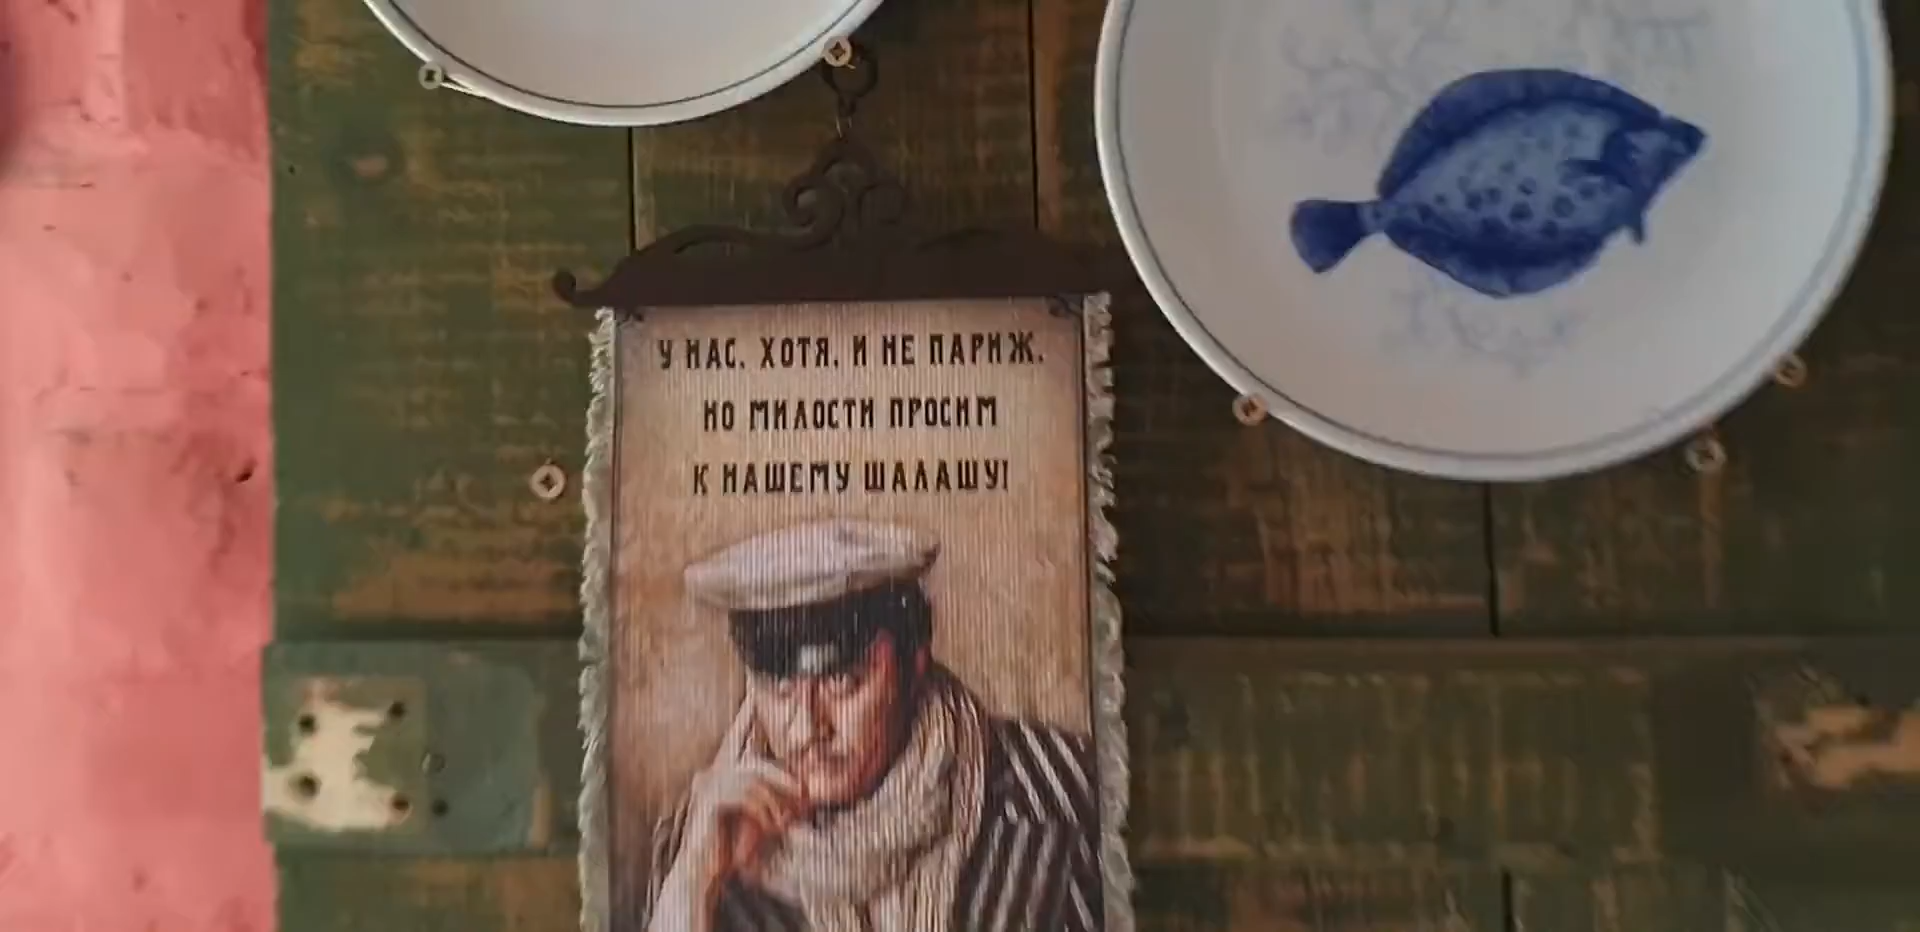 У НАС, ХОТЯ, И НЕ ПАРИЖ,
НО МИЛОСТИ ПРОСИМ
К НАШЕМУ ШАЛАШУ!